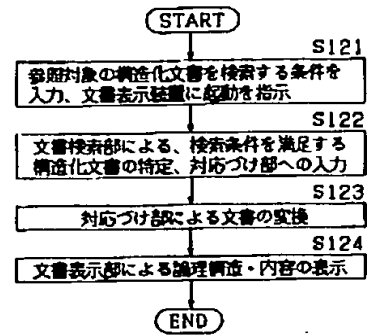 START
S121
参照対象の構造化文書を検索する条件を
入力、文書表示装置に起動を指示
S122
文書検索部による、検索条件を満足する
構造化文書の特定、対応づけ部への入力
S123
対応づけ部による文書の変換
S124
文書表示部による論理構造・内容の表示
END